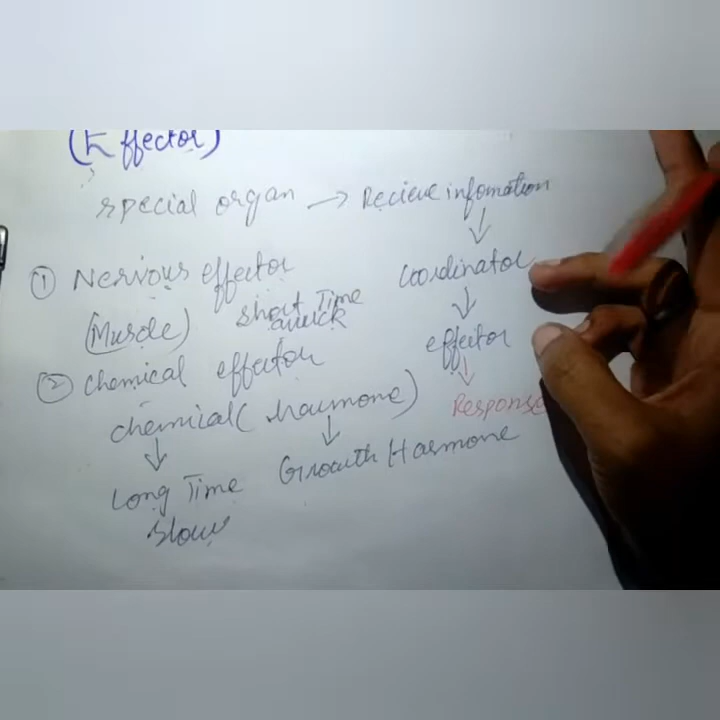 (Effector)
special organ → Recieve infomation
① Nervious effector
(Muscle)
short Time
quick
② chemical effector
chemical( haumone)
↓
Long Time
slow
↓
Growth Harmone
↓
Coordinator
↓
effector
↓
Response